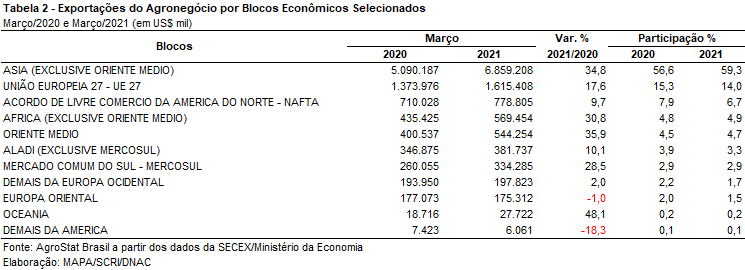 Tabela 2 - Exportações do Agronegócio por Blocos Econômicos Selecionados
Março/2020 e Março/2021 (em US$ mil)
Blocos Março Var. % Participação %
2020 2021 2021/2020 2020 2021
ASIA (EXCLUSIVE ORIENTE MEDIO) 5.090.187 6.859.208 34,8 56,6 59,3
UNIÃO EUROPEIA 27 - UE 27 1.373.976 1.615.408 17,6 15,3 14,0
ACORDO DE LIVRE COMERCIO DA AMERICA DO NORTE - NAFTA 710.028 778.805 9,7 7,9 6,7
AFRICA (EXCLUSIVE ORIENTE MEDIO) 435.425 569.454 30,8 4,8 4,9
ORIENTE MEDIO 400.537 544.254 35,9 4,5 4,7
ALADI (EXCLUSIVE MERCOSUL) 346.875 381.737 10,1 3,9 3,3
MERCADO COMUM DO SUL - MERCOSUL 260.055 334.285 28,5 2,9 2,9
DEMAIS DA EUROPA OCIDENTAL 193.950 197.823 2,0 2,2 1,7
EUROPA ORIENTAL 177.073 175.312 -1,0 2,0 1,5
OCEANIA 18.716 27.722 48,1 0,2 0,2
DEMAIS DA AMERICA 7.423 6.061 -18,3 0,1 0,1
Fonte: AgroStat Brasil a partir dos dados da SECEX/Ministério da Economia
Elaboração: MAPA/SCRI/DNAC